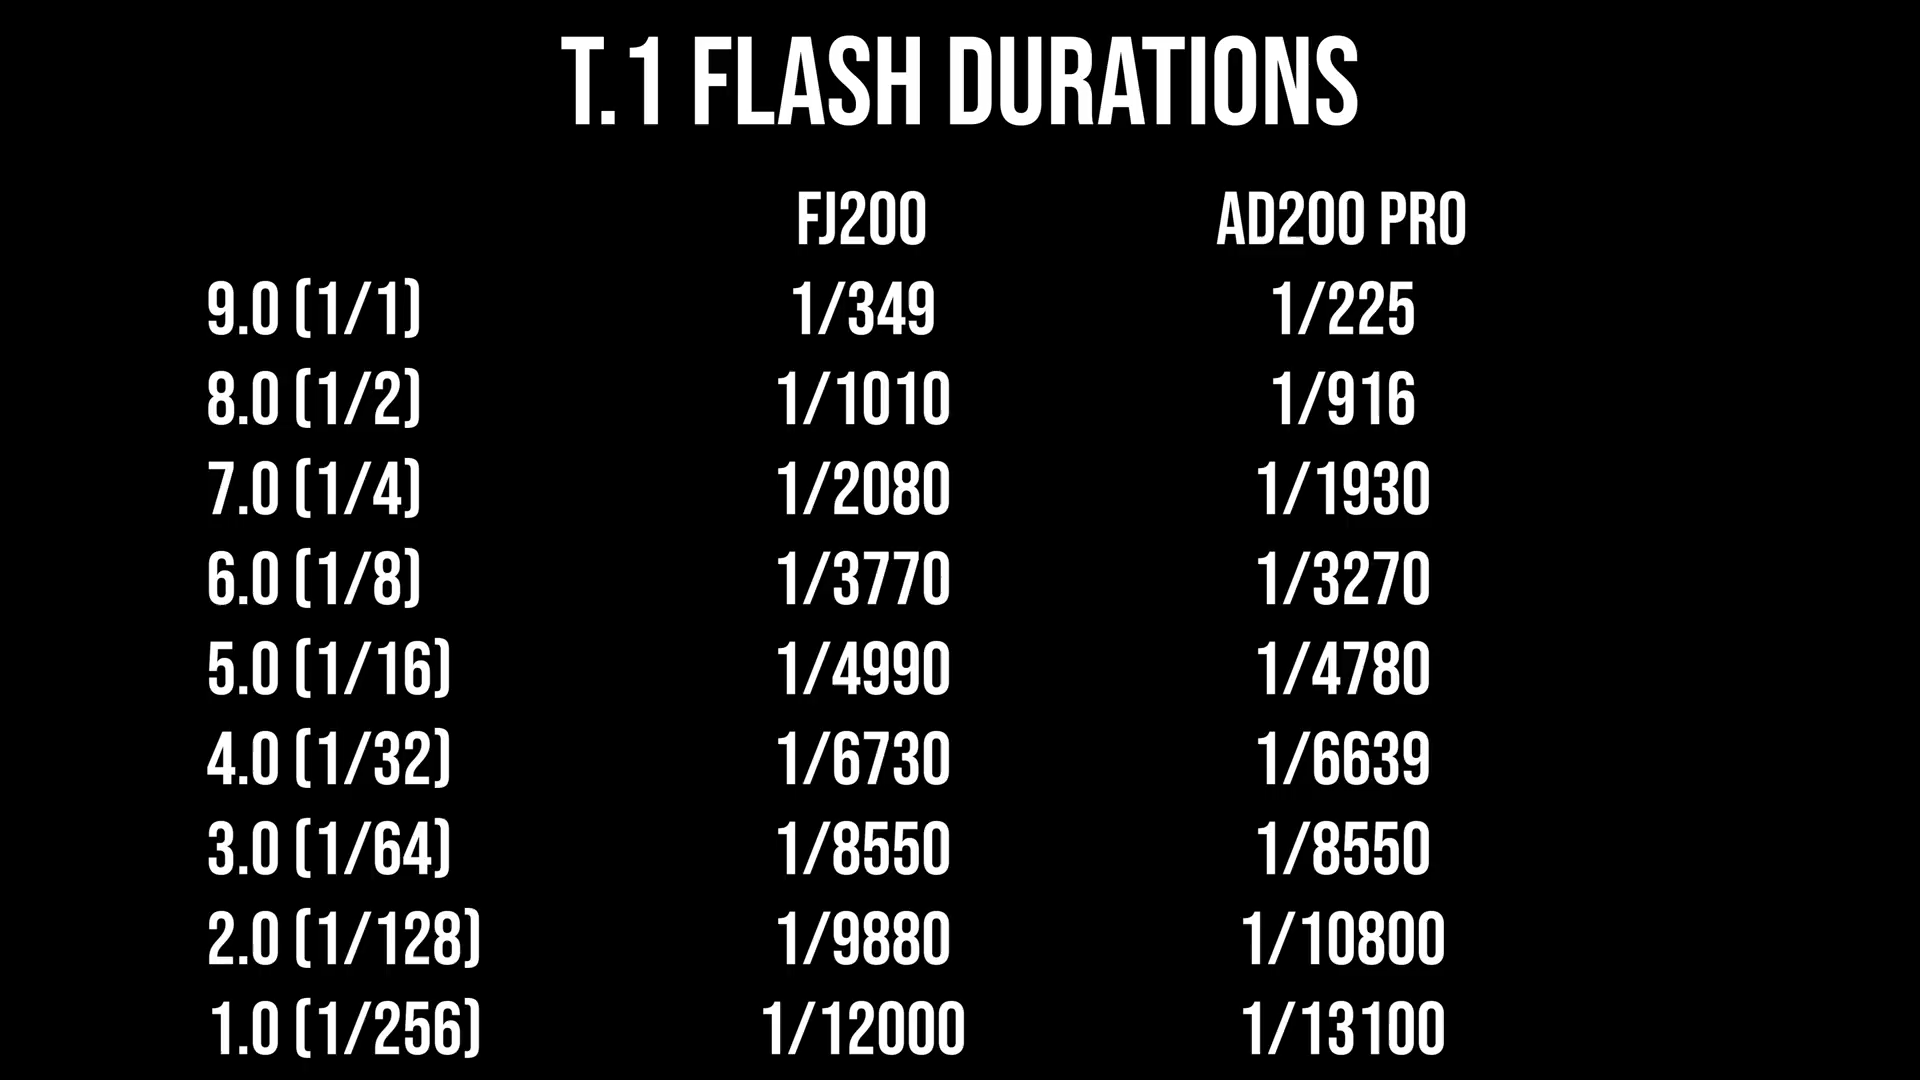 T.1 FLASH DURATIONS
FJ200 AD200 PRO
9.0 (1/1) 1/349 1/225
8.0 (1/2) 1/1010 1/916
7.0 (1/4) 1/2080 1/1930
6.0 (1/8) 1/3770 1/3270
5.0 (1/16) 1/4990 1/4780
4.0 (1/32) 1/6730 1/6639
3.0 (1/64) 1/8550 1/8550
2.0 (1/128) 1/9880 1/10800
1.0 (1/256) 1/12000 1/13100